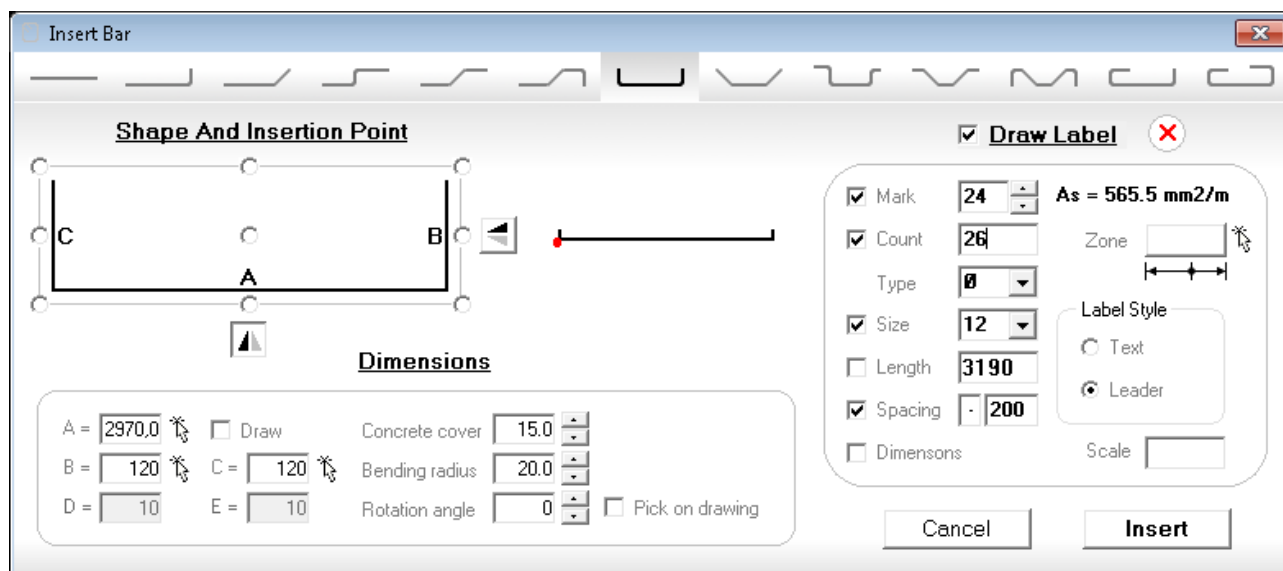 Insert Bar
Shape And Insertion Point
Draw Label
C
B
A
Mark 24 As = 565.5 mm2/m
Count 26 Zone
Type Ø
Size 12
Length 3190
Spacing - 200
Dimensons
Label Style
Text
Leader
Scale
Dimensions
A = 2970,0 Draw Concrete cover 15.0
B = 120 C = 120 Bending radius 20.0
D = 10 E = 10 Rotation angle 0 Pick on drawing
Cancel Insert